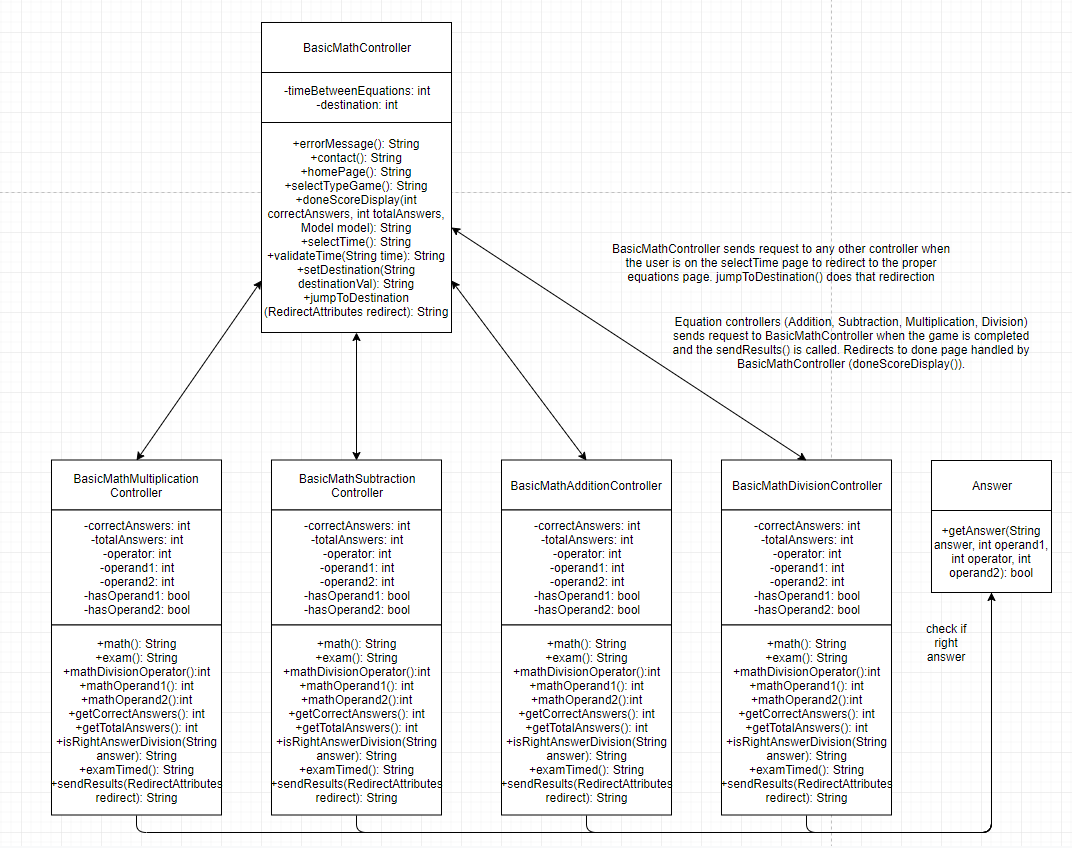 BasicMathController
-timeBetweenEquations: int
-destination: int
+errorMessage(): String
+contact(): String
+homePage(): String
+selectTypeGame(): String
+doneScoreDisplay(int
correctAnswers, int totalAnswers,
Model model): String
+selectTime(): String
+validateTime(String time): String
+setDestination(String
destinationVal): String
+jumpToDestination
(RedirectAttributes redirect): String
BasicMathController sends request to any other controller when
the user is on the selectTime page to redirect to the proper
equations page. jumpToDestination() does that redirection
Equation controllers (Addition, Subtraction, Multiplication, Division)
sends request to BasicMathController when the game is completed
and the sendResults() is called. Redirects to done page handled by
BasicMathController (doneScoreDisplay()).
BasicMathMultiplication
Controller
-correctAnswers: int
-totalAnswers: int
-operator: int
-operand1: int
-operand2: int
-hasOperand1: bool
-hasOperand2: bool
+math(): String
+exam(): String
+mathDivisionOperator():int
+mathOperand1(): int
+mathOperand2():int
+getCorrectAnswers(): int
+getTotalAnswers(): int
+isRightAnswerDivision(String
answer): String
+examTimed(): String
+sendResults(RedirectAttributes
redirect): String
BasicMathSubtraction
Controller
-correctAnswers: int
-totalAnswers: int
-operator: int
-operand1: int
-operand2: int
-hasOperand1: bool
-hasOperand2: bool
+math(): String
+exam(): String
+mathDivisionOperator():int
+mathOperand1(): int
+mathOperand2():int
+getCorrectAnswers(): int
+getTotalAnswers(): int
+isRightAnswerDivision(String
answer): String
+examTimed(): String
+sendResults(RedirectAttributes
redirect): String
BasicMathAdditionController
-correctAnswers: int
-totalAnswers: int
-operator: int
-operand1: int
-operand2: int
-hasOperand1: bool
-hasOperand2: bool
+math(): String
+exam(): String
+mathDivisionOperator():int
+mathOperand1(): int
+mathOperand2():int
+getCorrectAnswers(): int
+getTotalAnswers(): int
+isRightAnswerDivision(String
answer): String
+examTimed(): String
+sendResults(RedirectAttributes
redirect): String
BasicMathDivisionController
-correctAnswers: int
-totalAnswers: int
-operator: int
-operand1: int
-operand2: int
-hasOperand1: bool
-hasOperand2: bool
+math(): String
+exam(): String
+mathDivisionOperator():int
+mathOperand1(): int
+mathOperand2():int
+getCorrectAnswers(): int
+getTotalAnswers(): int
+isRightAnswerDivision(String
answer): String
+examTimed(): String
+sendResults(RedirectAttributes
redirect): String
Answer
+getAnswer(String
answer, int operand1,
int operator, int
operand2): bool
check if
right
answer